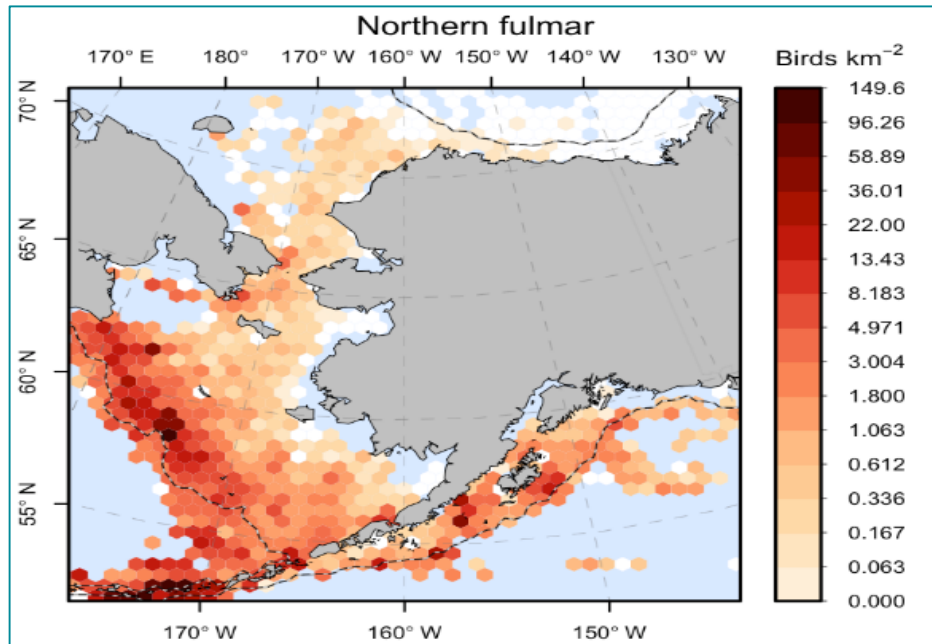 Northern fulmar
170° E 180° 170° W 160° W 150° W 140° W 130° W
Birds km⁻²
70° N
65° N
60° N
55° N
149.6
96.26
58.89
36.01
22.00
13.43
8.183
4.971
3.004
1.800
1.063
0.612
0.336
0.167
0.063
0.000
170° W 160° W 150° W